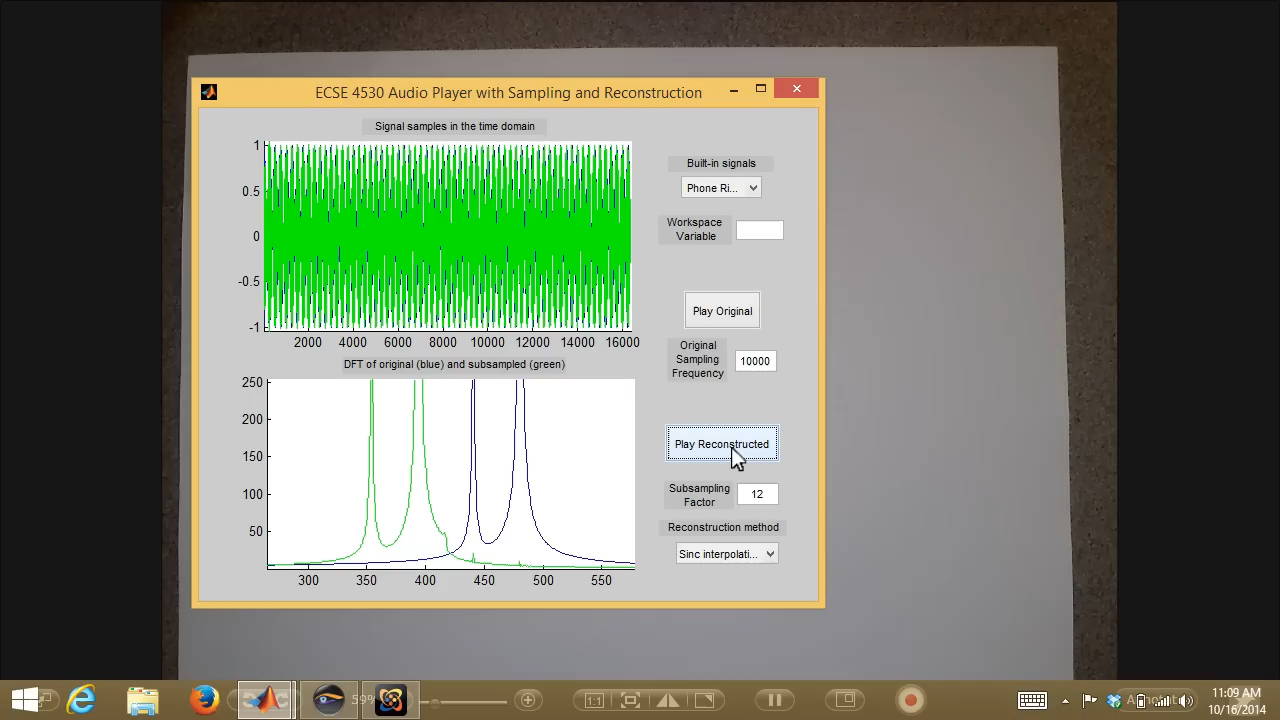 ECSE 4530 Audio Player with Sampling and Reconstruction
Signal samples in the time domain
1
0.5
0
-0.5
-1
2000 4000 6000 8000 10000 12000 14000 16000
DFT of original (blue) and subsampled (green)
250
200
150
100
50
300 350 400 450 500 550
Built-in signals
Phone Ri...
Workspace
Variable
Play Original
Original
Sampling
Frequency
10000
Play Reconstructed
Subsampling
Factor
12
Reconstruction method
Sinc interpolati...
59%
1:1
Annotate
11:09 AM
10/16/2014